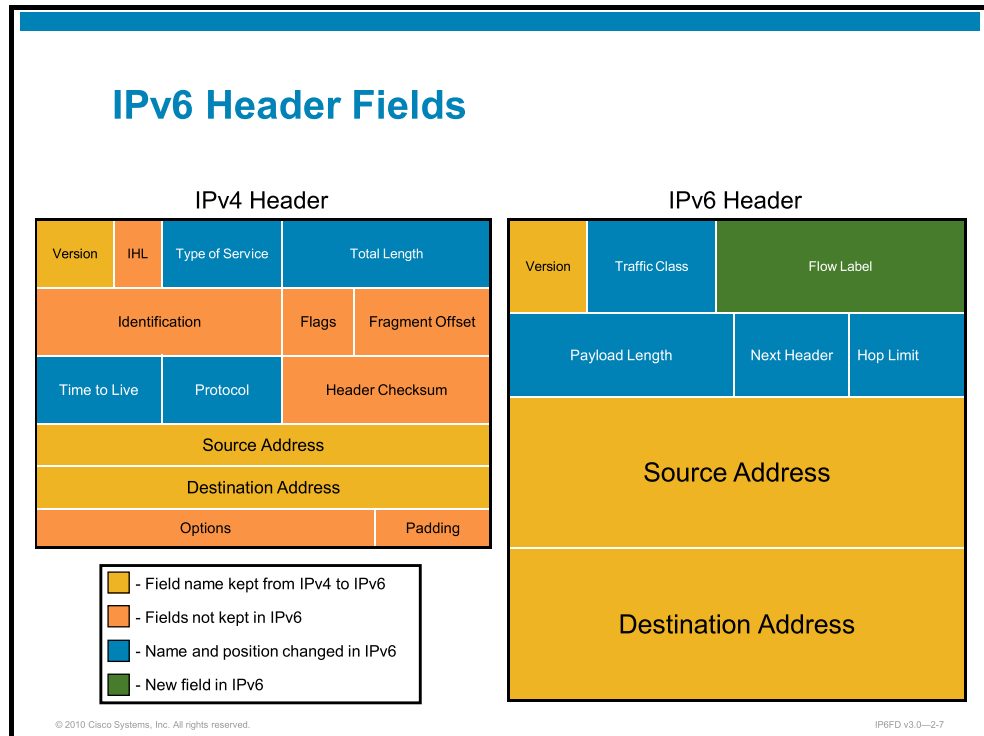 IPv6 Header Fields
IPv4 Header
Version IHL Type of Service Total Length
Identification Flags Fragment Offset
Time to Live Protocol Header Checksum
Source Address
Destination Address
Options Padding
IPv6 Header
Version Traffic Class Flow Label
Payload Length Next Header Hop Limit
Source Address
Destination Address
- Field name kept from IPv4 to IPv6
- Fields not kept in IPv6
- Name and position changed in IPv6
- New field in IPv6
© 2010 Cisco Systems, Inc. All rights reserved. IP6FD v3.0—2-7